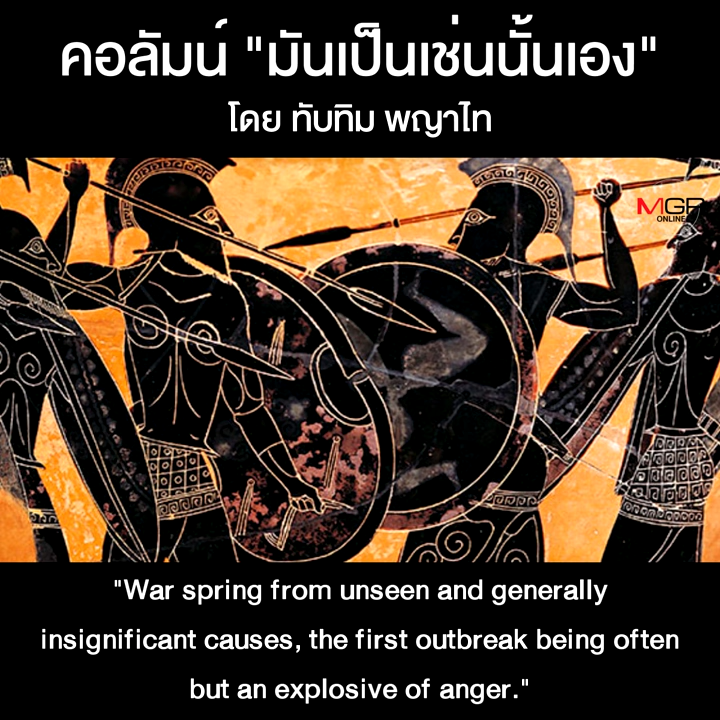 คอลัมน์ "มันเป็นเช่นนั้นเอง"
โดย ทับทิม พญาไท
MGR
ONLINE
"War spring from unseen and generally
insignificant causes, the first outbreak being often
but an explosive of anger."